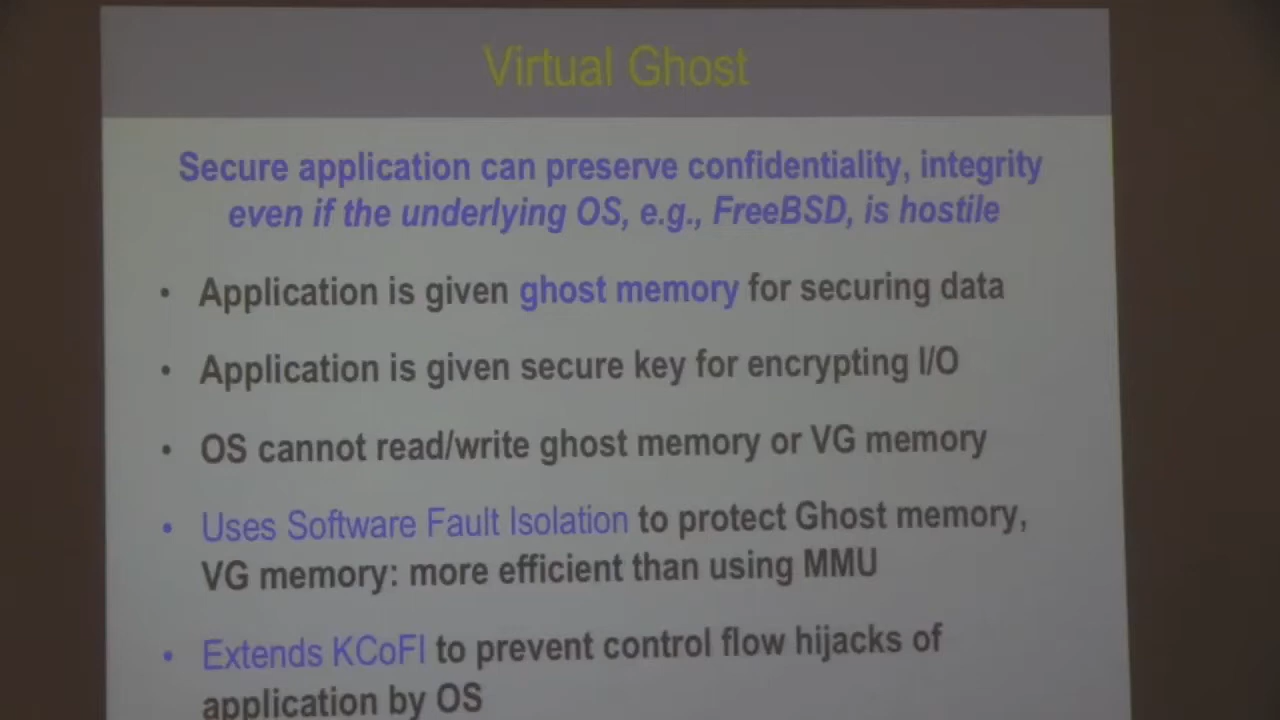 Virtual Ghost
Secure application can preserve confidentiality, integrity
even if the underlying OS, e.g., FreeBSD, is hostile
• Application is given ghost memory for securing data
• Application is given secure key for encrypting I/O
• OS cannot read/write ghost memory or VG memory
• Uses Software Fault Isolation to protect Ghost memory,
VG memory: more efficient than using MMU
• Extends KCoFI to prevent control flow hijacks of
application by OS